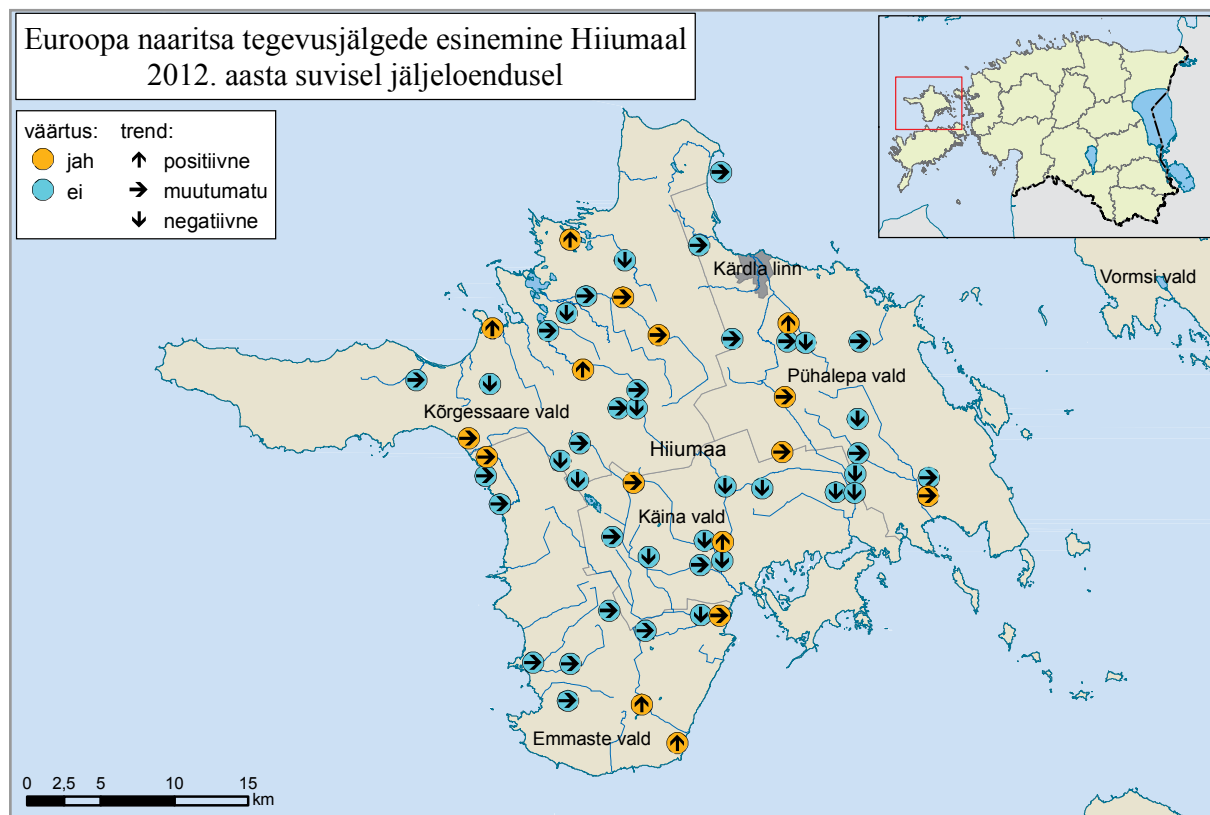 Euroopa naaritsa tegevusjälgede esinemine Hiiumaal
2012. aasta suvisel jäljeloendusel
väärtus: trend:
jah positiivne
ei muutumatu
negatiivne
Kärdla linn
Vormsi vald
Pühalepa vald
Kõrgessaare vald
Hiiumaa
Käina vald
Emmaste vald
0 2,5 5 10 15
km